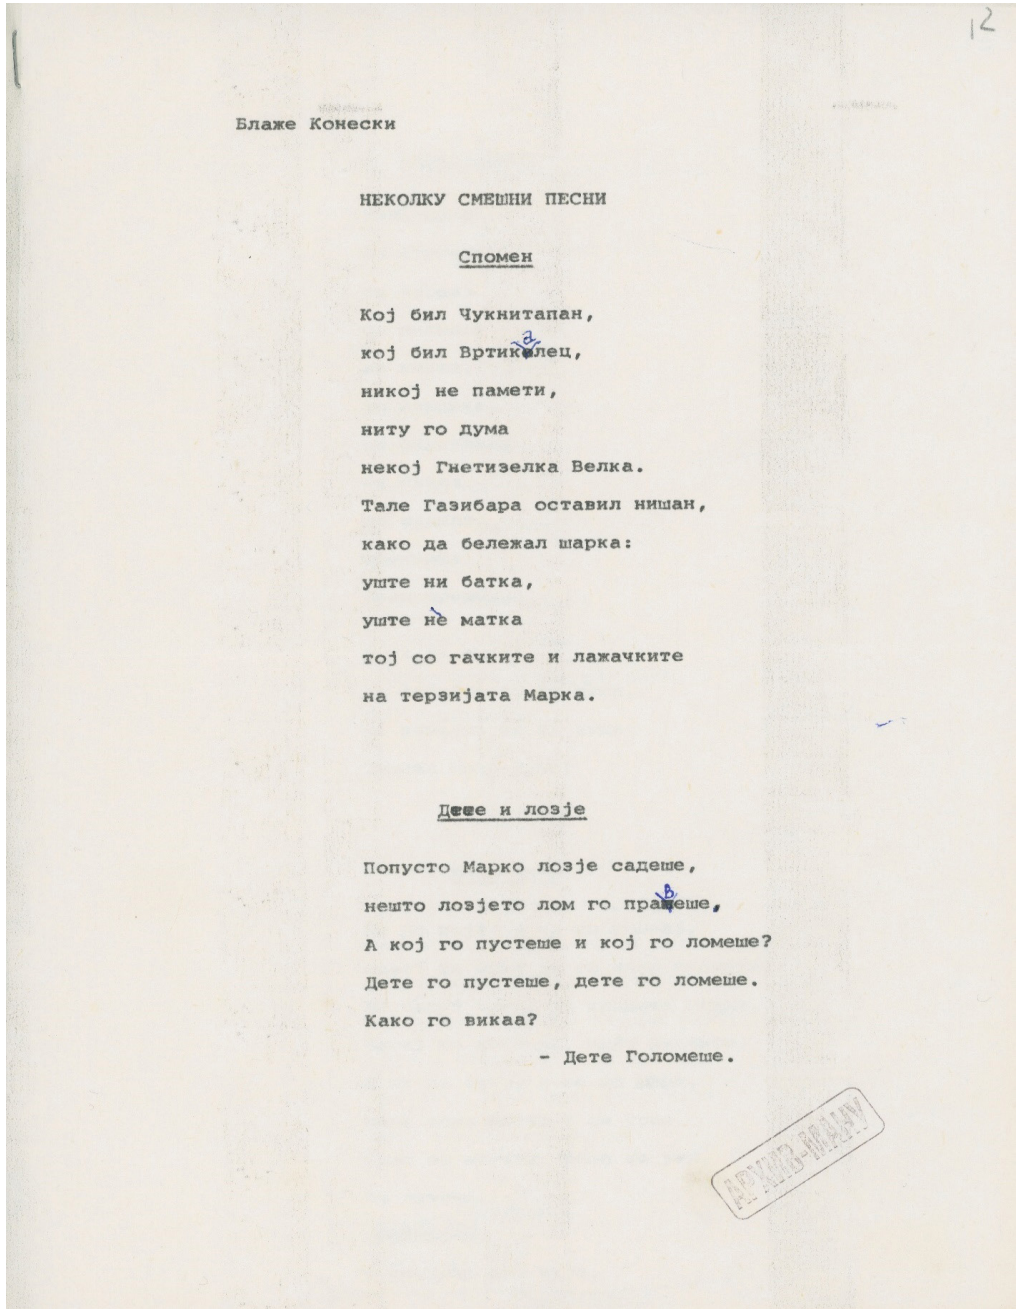 12
Блаже Конески
НЕКОЛКУ СМЕШНИ ПЕСНИ
Спомен
Кој бил Чукнитапан,
кој бил Вртикалец,
никој не памети,
ниту го дума
некој Гнетизелка Велка.
Тале Газибара оставил нишан,
како да бележал шарка:
уште ни батка,
уште нѐ матка
тој со гачките и лажачките
на терзијата Марка.
Дете и лозје
Попусто Марко лозје садеше,
нешто лозјето лом го правеше,
А кој го пустеше и кој го ломеше?
Дете го пустеше, дете го ломеше.
Како го викаа?
- Дете Голомеше.
АРХИВ-МАНУ